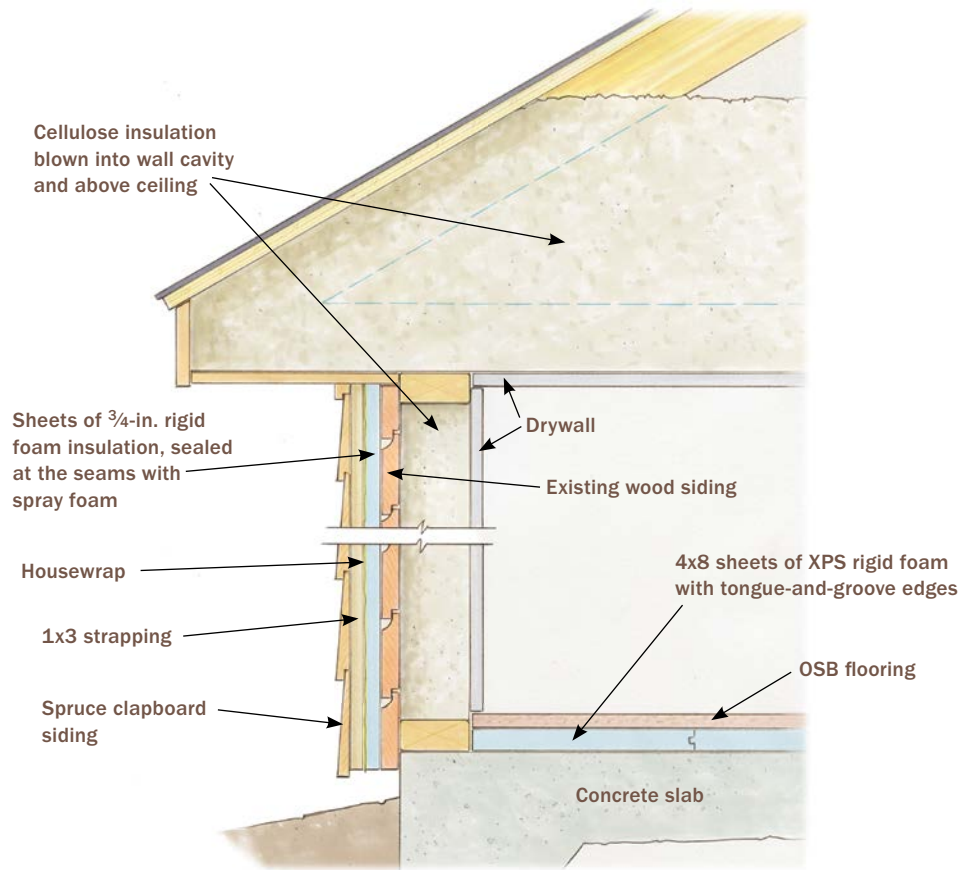 Cellulose insulation
blown into wall cavity
and above ceiling
Sheets of ¾-in. rigid
foam insulation, sealed
at the seams with
spray foam
Drywall
Existing wood siding
Housewrap
4x8 sheets of XPS rigid foam
with tongue-and-groove edges
1x3 strapping
OSB flooring
Spruce clapboard
siding
Concrete slab